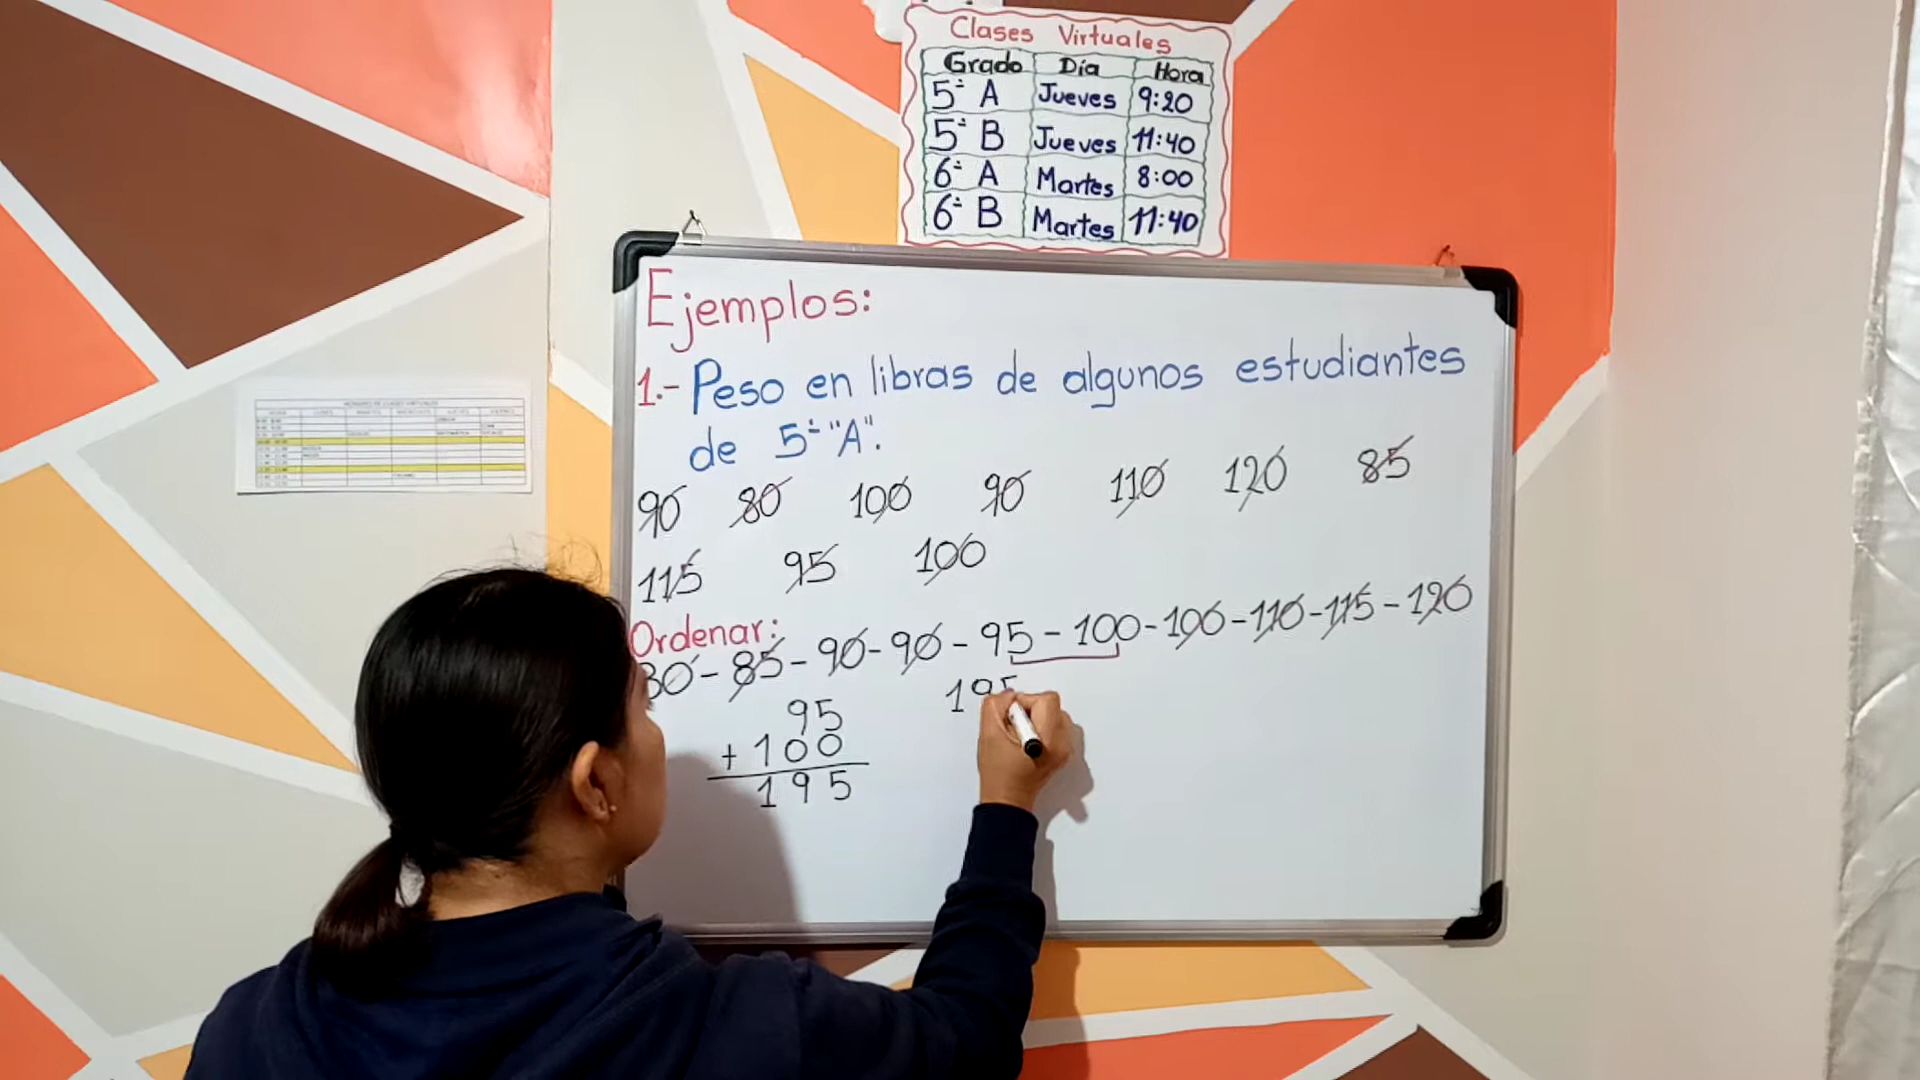 Clases Virtuales
Grado Día Hora
5° A Jueves 9:20
5° B Jueves 11:40
6° A Martes 8:00
6° B Martes 11:40
Ejemplos:
1.- Peso en libras de algunos estudiantes
de 5° "A".
90 80 100 90 110 120 85
115 95 100
Ordenar:
80 - 85 - 90 - 90 - 95 - 100 - 100 - 110 - 115 - 120
95
+ 100
195
195